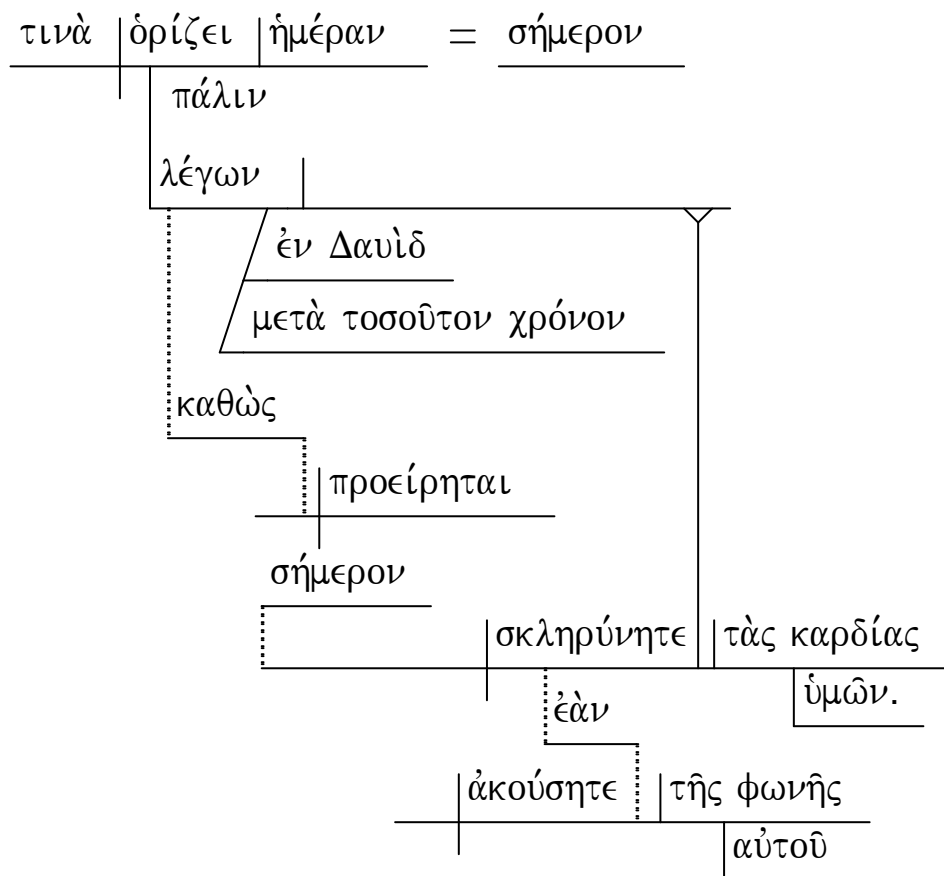 τινὰ ὁρίζει ἡμέραν = σήμερον
πάλιν
λέγων
ἐν Δαυὶδ
μετὰ τοσοῦτον χρόνον
καθὼς
προείρηται
σήμερον
σκληρύνητε τὰς καρδίας
ὑμῶν.
ἐὰν
ἀκούσητε τῆς φωνῆς
αὐτοῦ